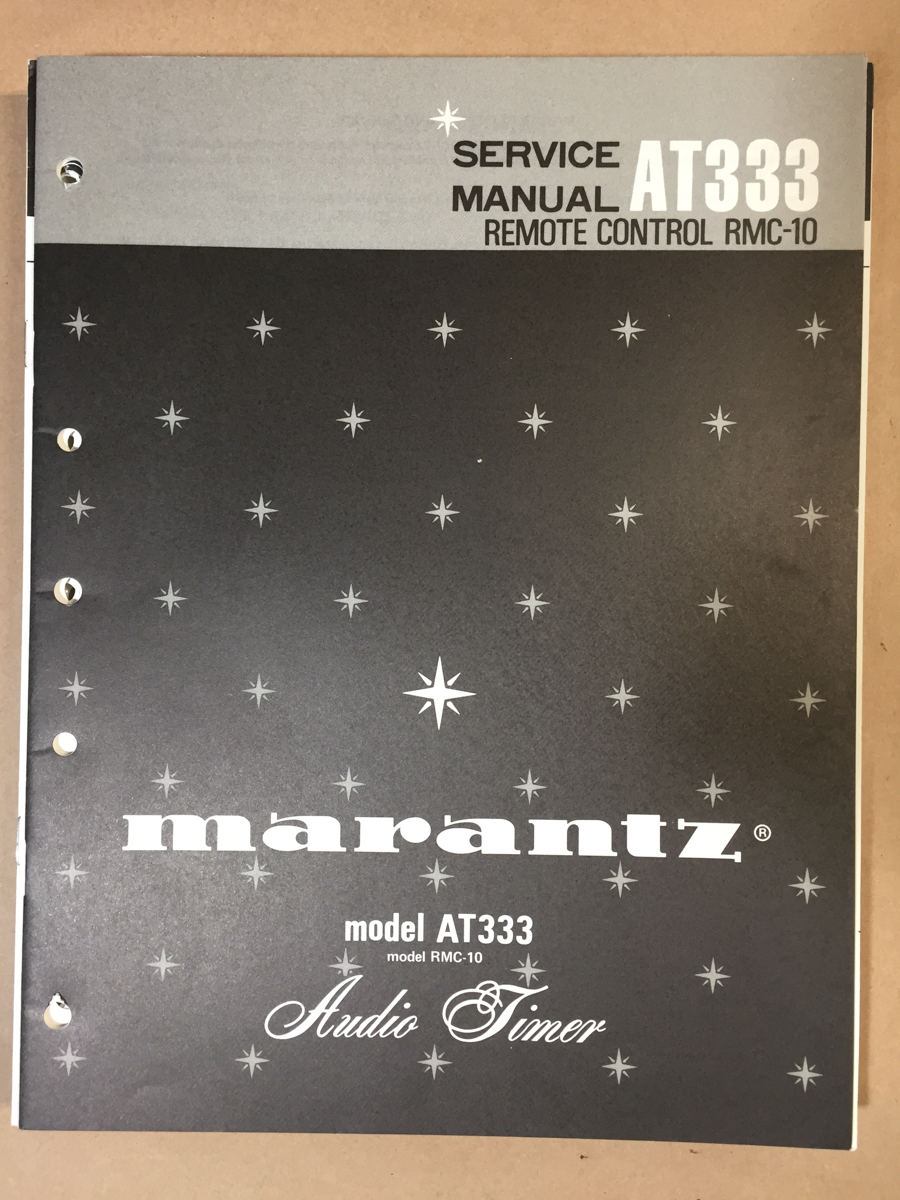 SERVICE
MANUAL AT333
REMOTE CONTROL RMC-10
marantz®
model AT333
model RMC-10
Audio Timer